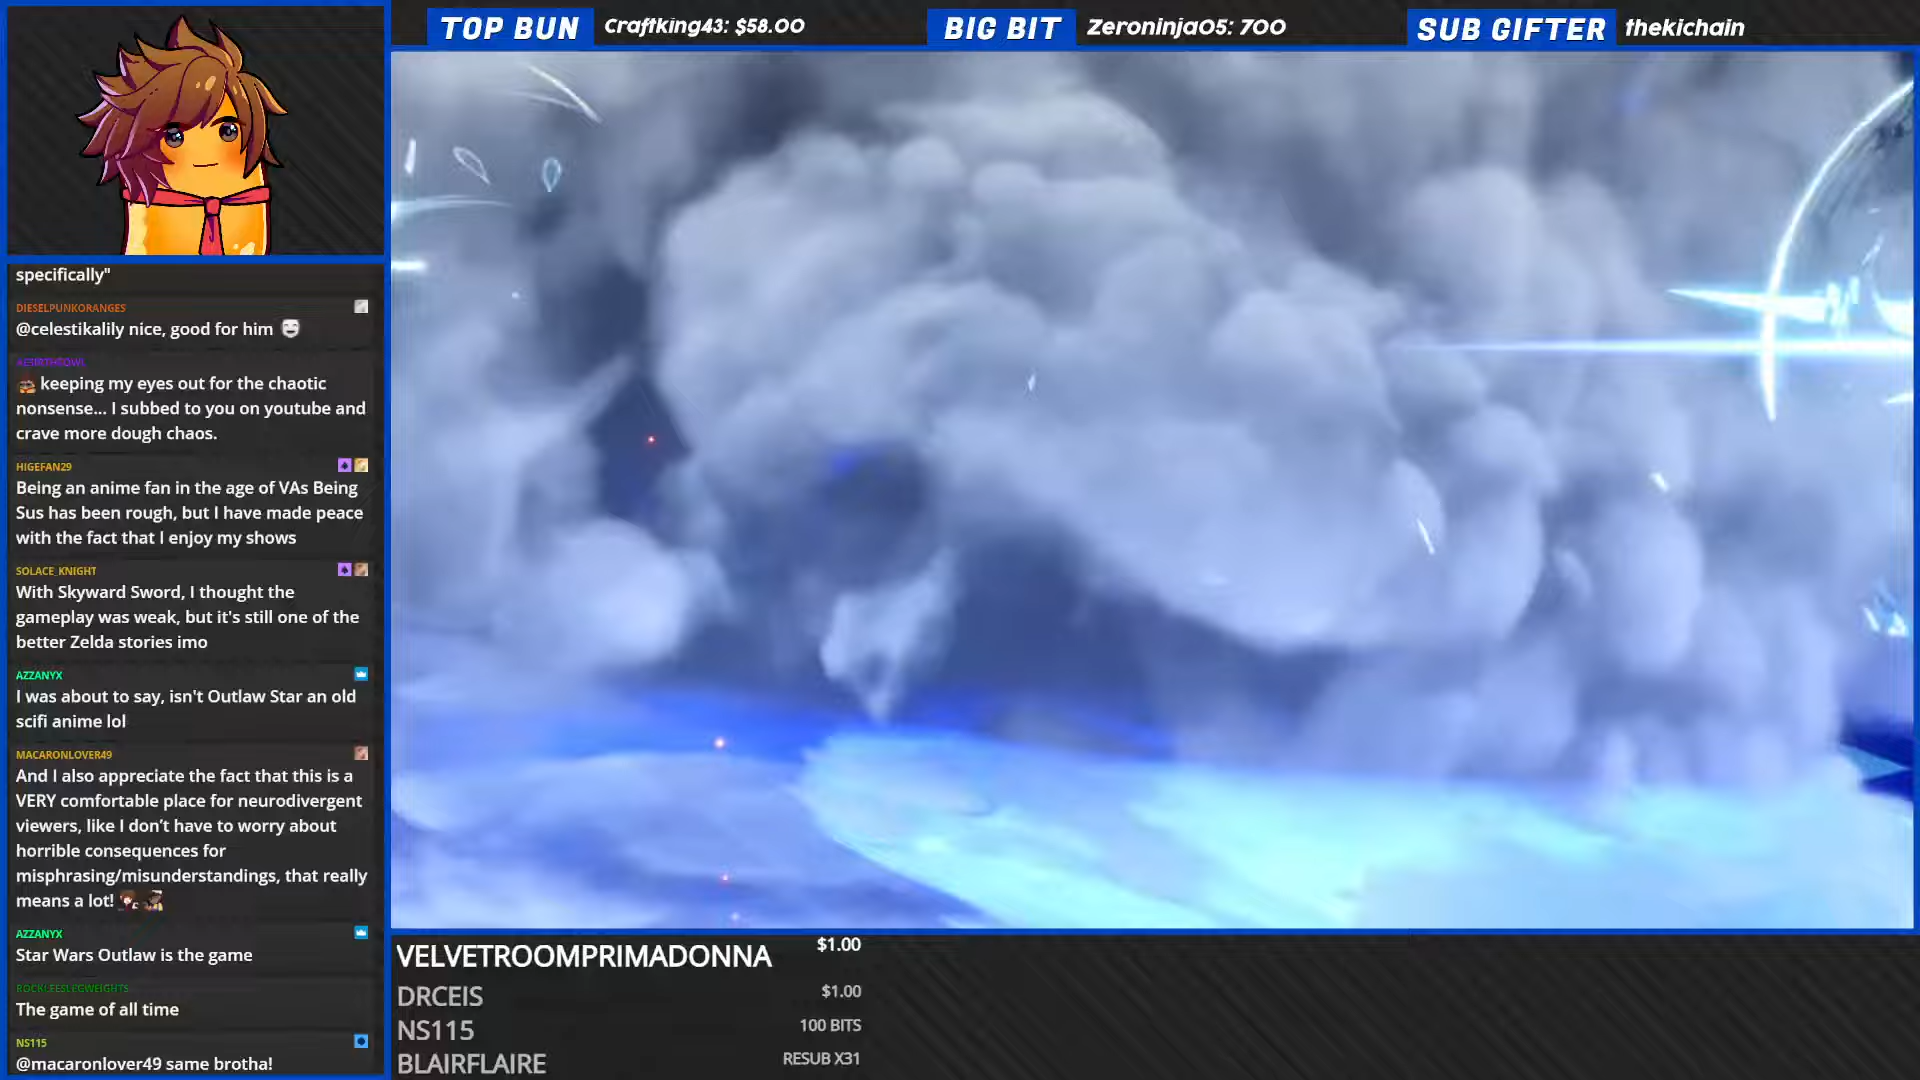 TOP BUN Craftking43: $58.00 BIG BIT Zeroninja05: 700 SUB GIFTER thekichain
specifically"
DIESELPUNKORANGES
@celestikalily nice, good for him
keeping my eyes out for the chaotic
nonsense... I subbed to you on youtube and
crave more dough chaos.
HIGEFAN29
Being an anime fan in the age of VAs Being
Sus has been rough, but I have made peace
with the fact that I enjoy my shows
SOLACE_KNIGHT
With Skyward Sword, I thought the
gameplay was weak, but it's still one of the
better Zelda stories imo
AZZANYX
I was about to say, isn't Outlaw Star an old
scifi anime lol
MACARONLOVER49
And I also appreciate the fact that this is a
VERY comfortable place for neurodivergent
viewers, like I don't have to worry about
horrible consequences for
misphrasing/misunderstandings, that really
means a lot!
AZZANYX
Star Wars Outlaw is the game
ROCKLEESLEGWEIGHTS
The game of all time
NS115
@macaronlover49 same brotha!
VELVETROOMPRIMADONNA $1.00
DRCEIS $1.00
NS115 100 BITS
BLAIRFLAIRE RESUB X31